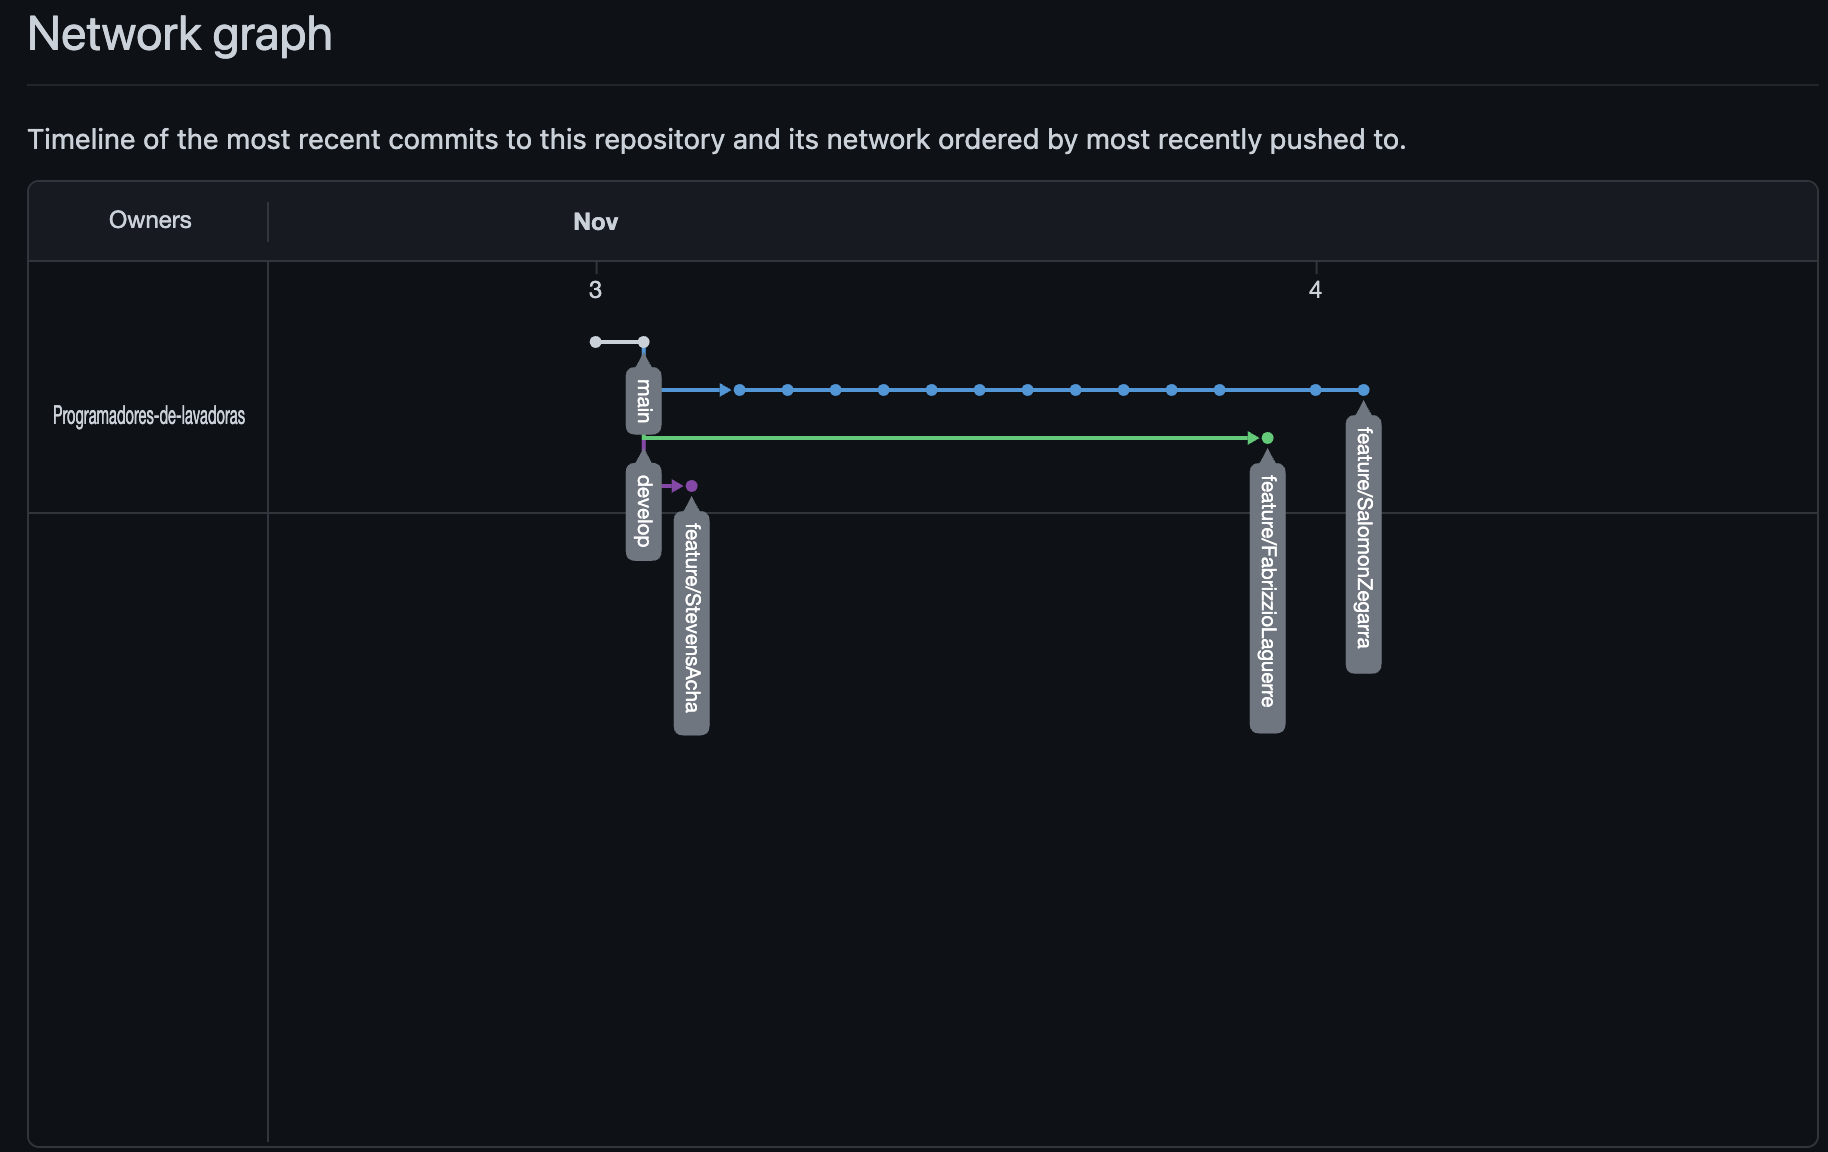 Network graph
Timeline of the most recent commits to this repository and its network ordered by most recently pushed to.
Owners
Nov
3
4
Programadores-de-lavadoras
main
develop
feature/StevensAcha
feature/FabrizzioLaguerre
feature/SalomonZegarra